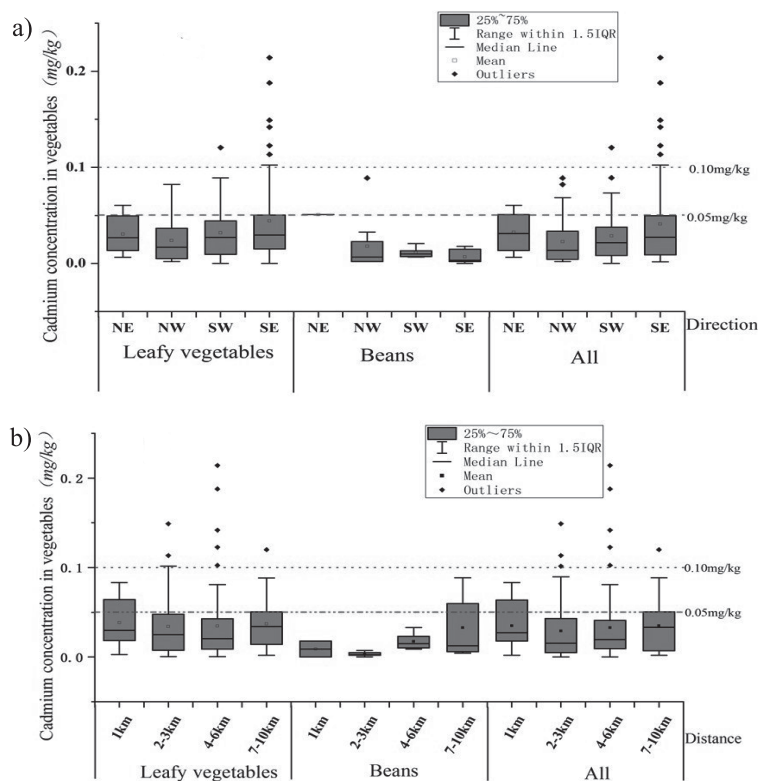 a)
25%~75%
Range within 1.5IQR
Median Line
Mean
Outliers
Cadmium concentration in vegetables (mg/kg)
0.2
0.1
0.0
0.10mg/kg
0.05mg/kg
NE NW SW SE NE NW SW SE NE NW SW SE Direction
Leafy vegetables Beans All
b)
25%～75%
Range within 1.5IQR
Median Line
Mean
Outliers
Cadmium concentration in vegetables (mg/kg)
0.2
0.1
0.0
0.10mg/kg
0.05mg/kg
1km 2-3km 4-6km 7-10km 1km 2-3km 4-6km 7-10km 1km 2-3km 4-6km 7-10km Distance
Leafy vegetables Beans All